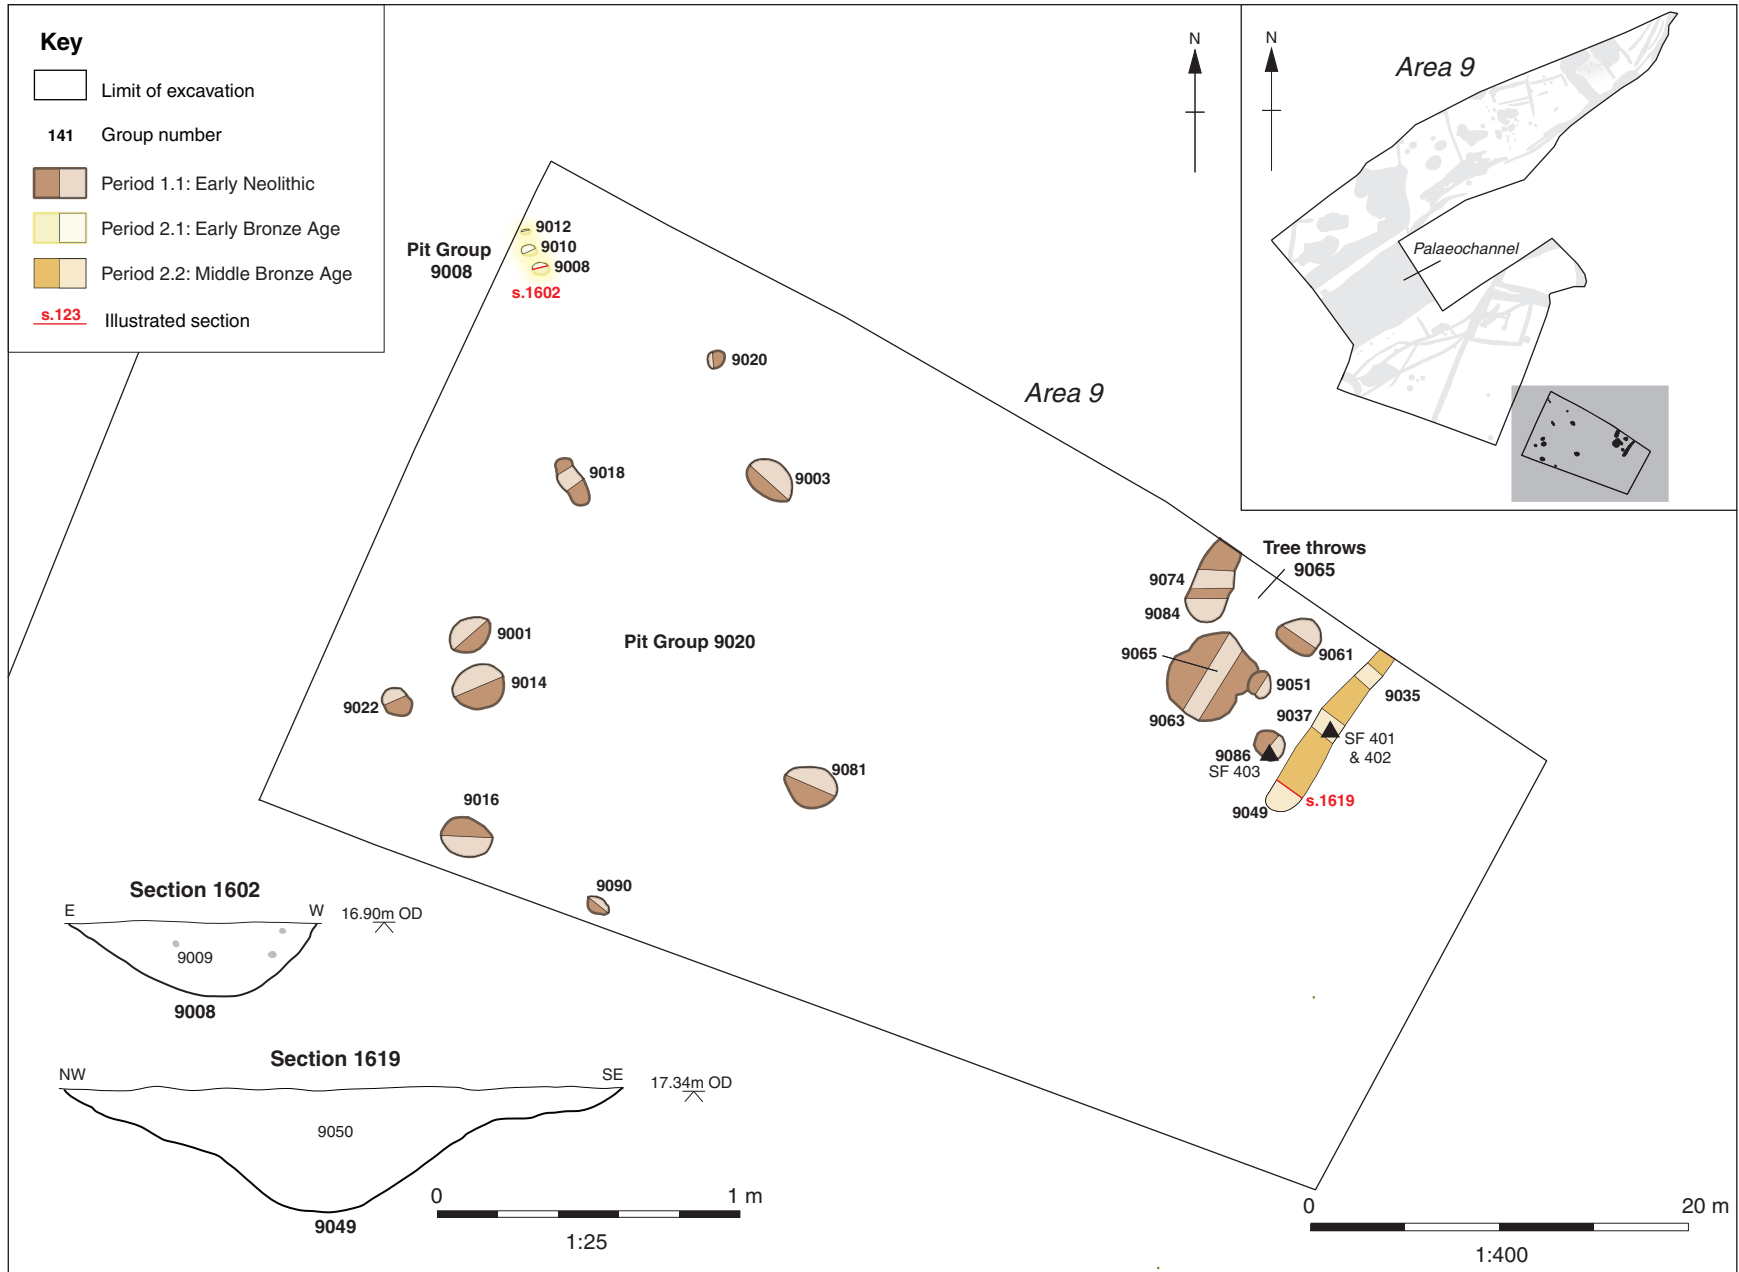 Key
Limit of excavation
141 Group number
Period 1.1: Early Neolithic
Period 2.1: Early Bronze Age
Period 2.2: Middle Bronze Age
s.123 Illustrated section
N
N
Area 9
Palaeochannel
Pit Group
9008
9012
9010
9008
s.1602
9020
Area 9
9018
9003
Tree throws
9065
9074
9084
9001
Pit Group 9020
9065
9061
9014
9051
9022
9035
9063
9037
SF 401
& 402
9086
SF 403
9081
9016
s.1619
9049
9090
Section 1602
E
W
16.90m OD
9009
9008
Section 1619
NW
SE
17.34m OD
9050
9049
0
1 m
1:25
0
20 m
1:400